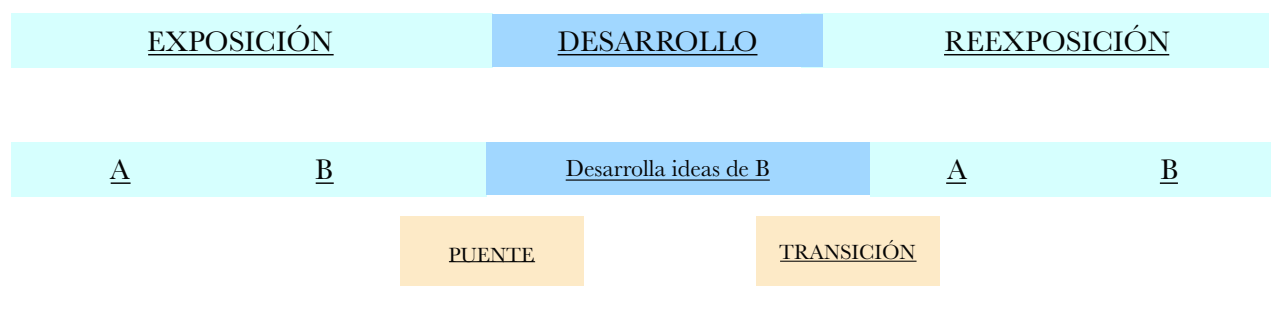 EXPOSICIÓN DESARROLLO REEXPOSICIÓN
A B Desarrolla ideas de B A B
PUENTE TRANSICIÓN